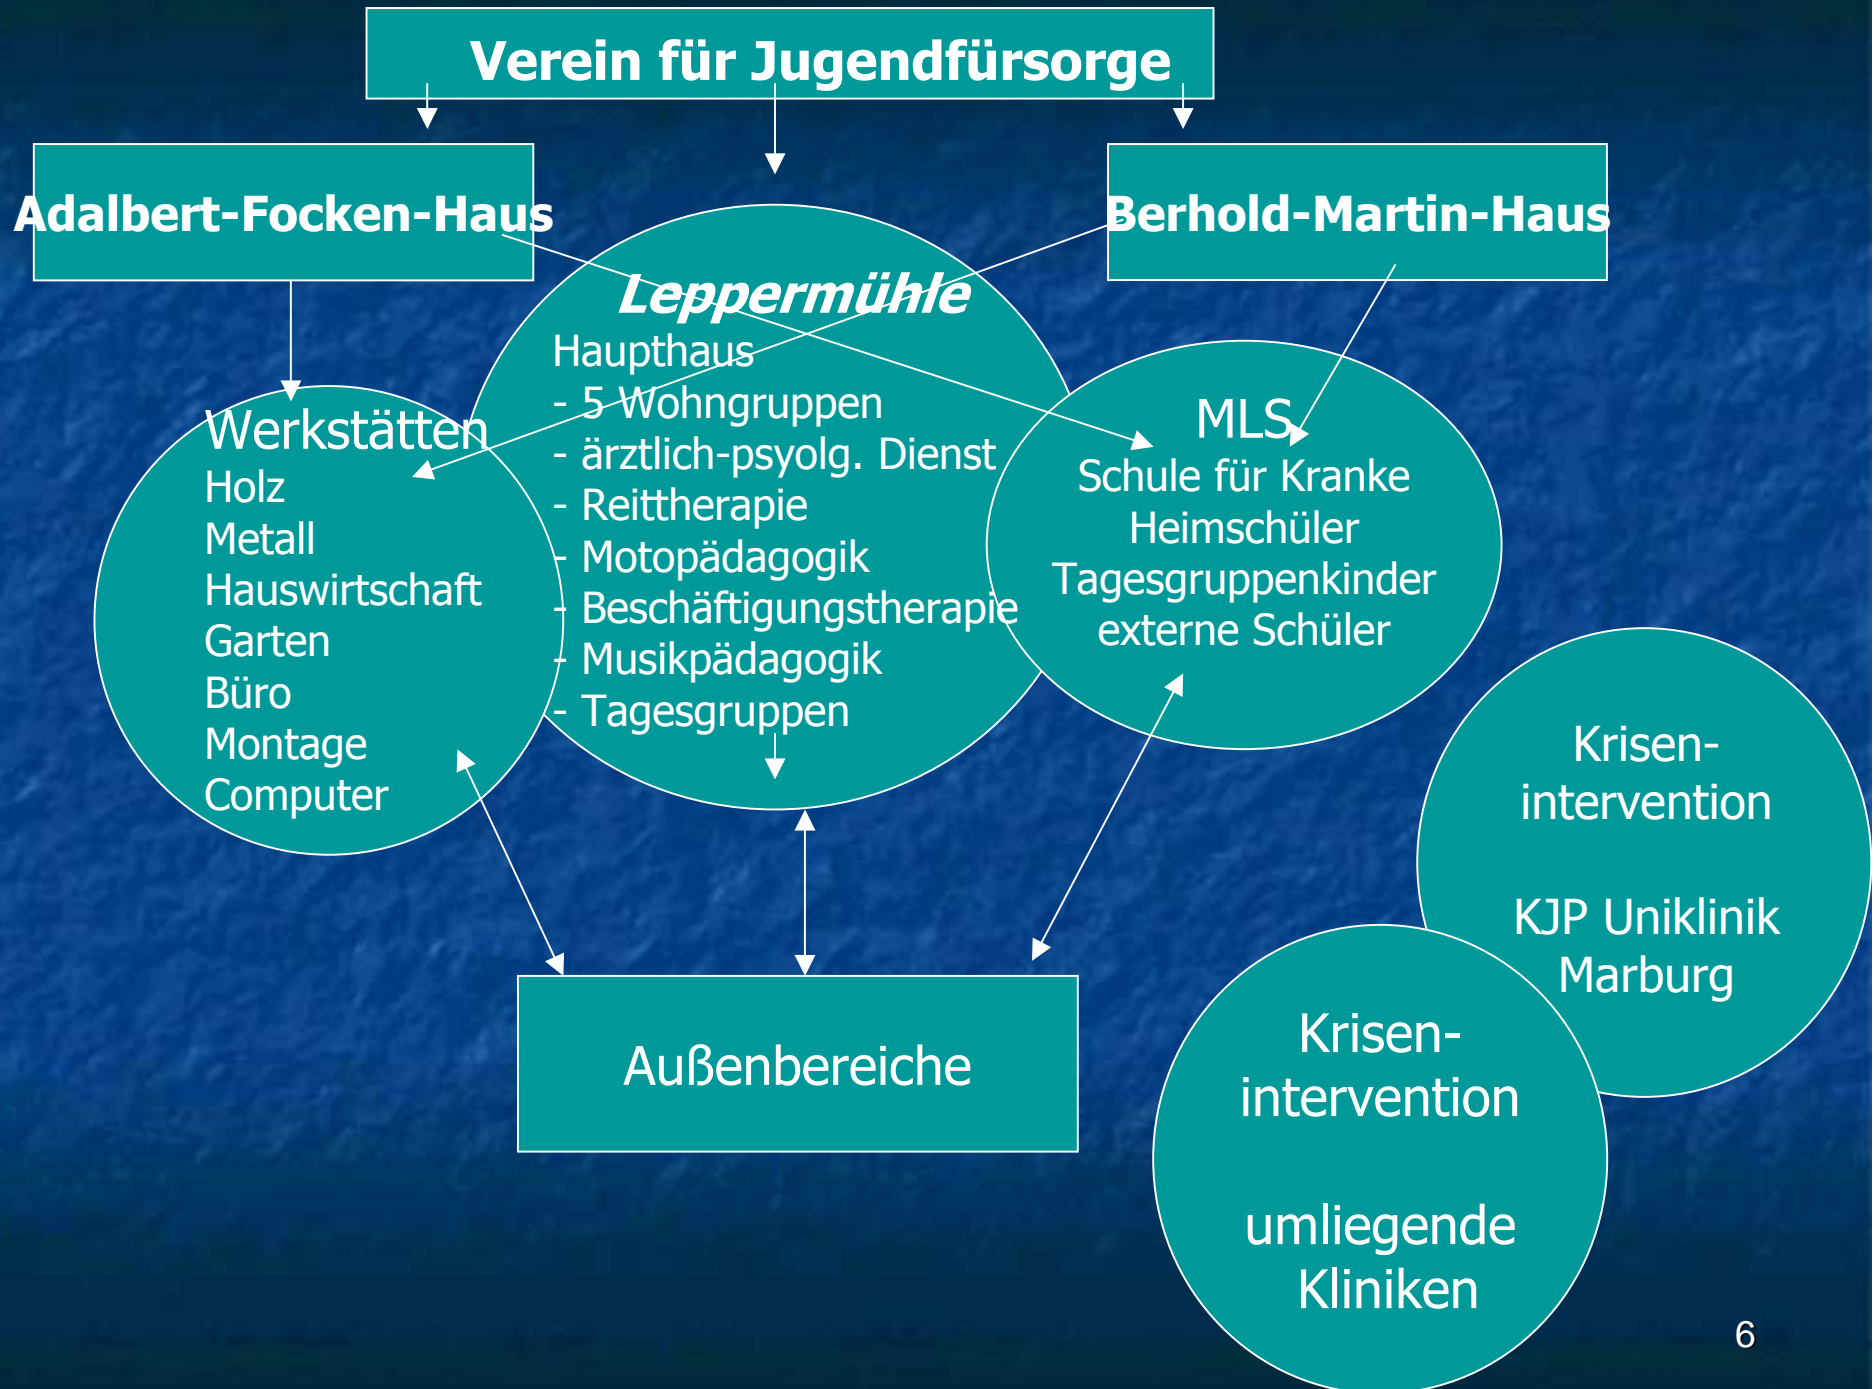 Verein für Jugendfürsorge
Adalbert-Focken-Haus
Berhold-Martin-Haus
Leppermühle
Haupthaus
- 5 Wohngruppen
- ärztlich-psyolg. Dienst
- Reittherapie
- Motopädagogik
- Beschäftigungstherapie
- Musikpädagogik
- Tagesgruppen
Werkstätten
Holz
Metall
Hauswirtschaft
Garten
Büro
Montage
Computer
MLS
Schule für Kranke
Heimschüler
Tagesgruppenkinder
externe Schüler
Krisen-
intervention
KJP Uniklinik
Marburg
Außenbereiche
Krisen-
intervention
umliegende
Kliniken
6